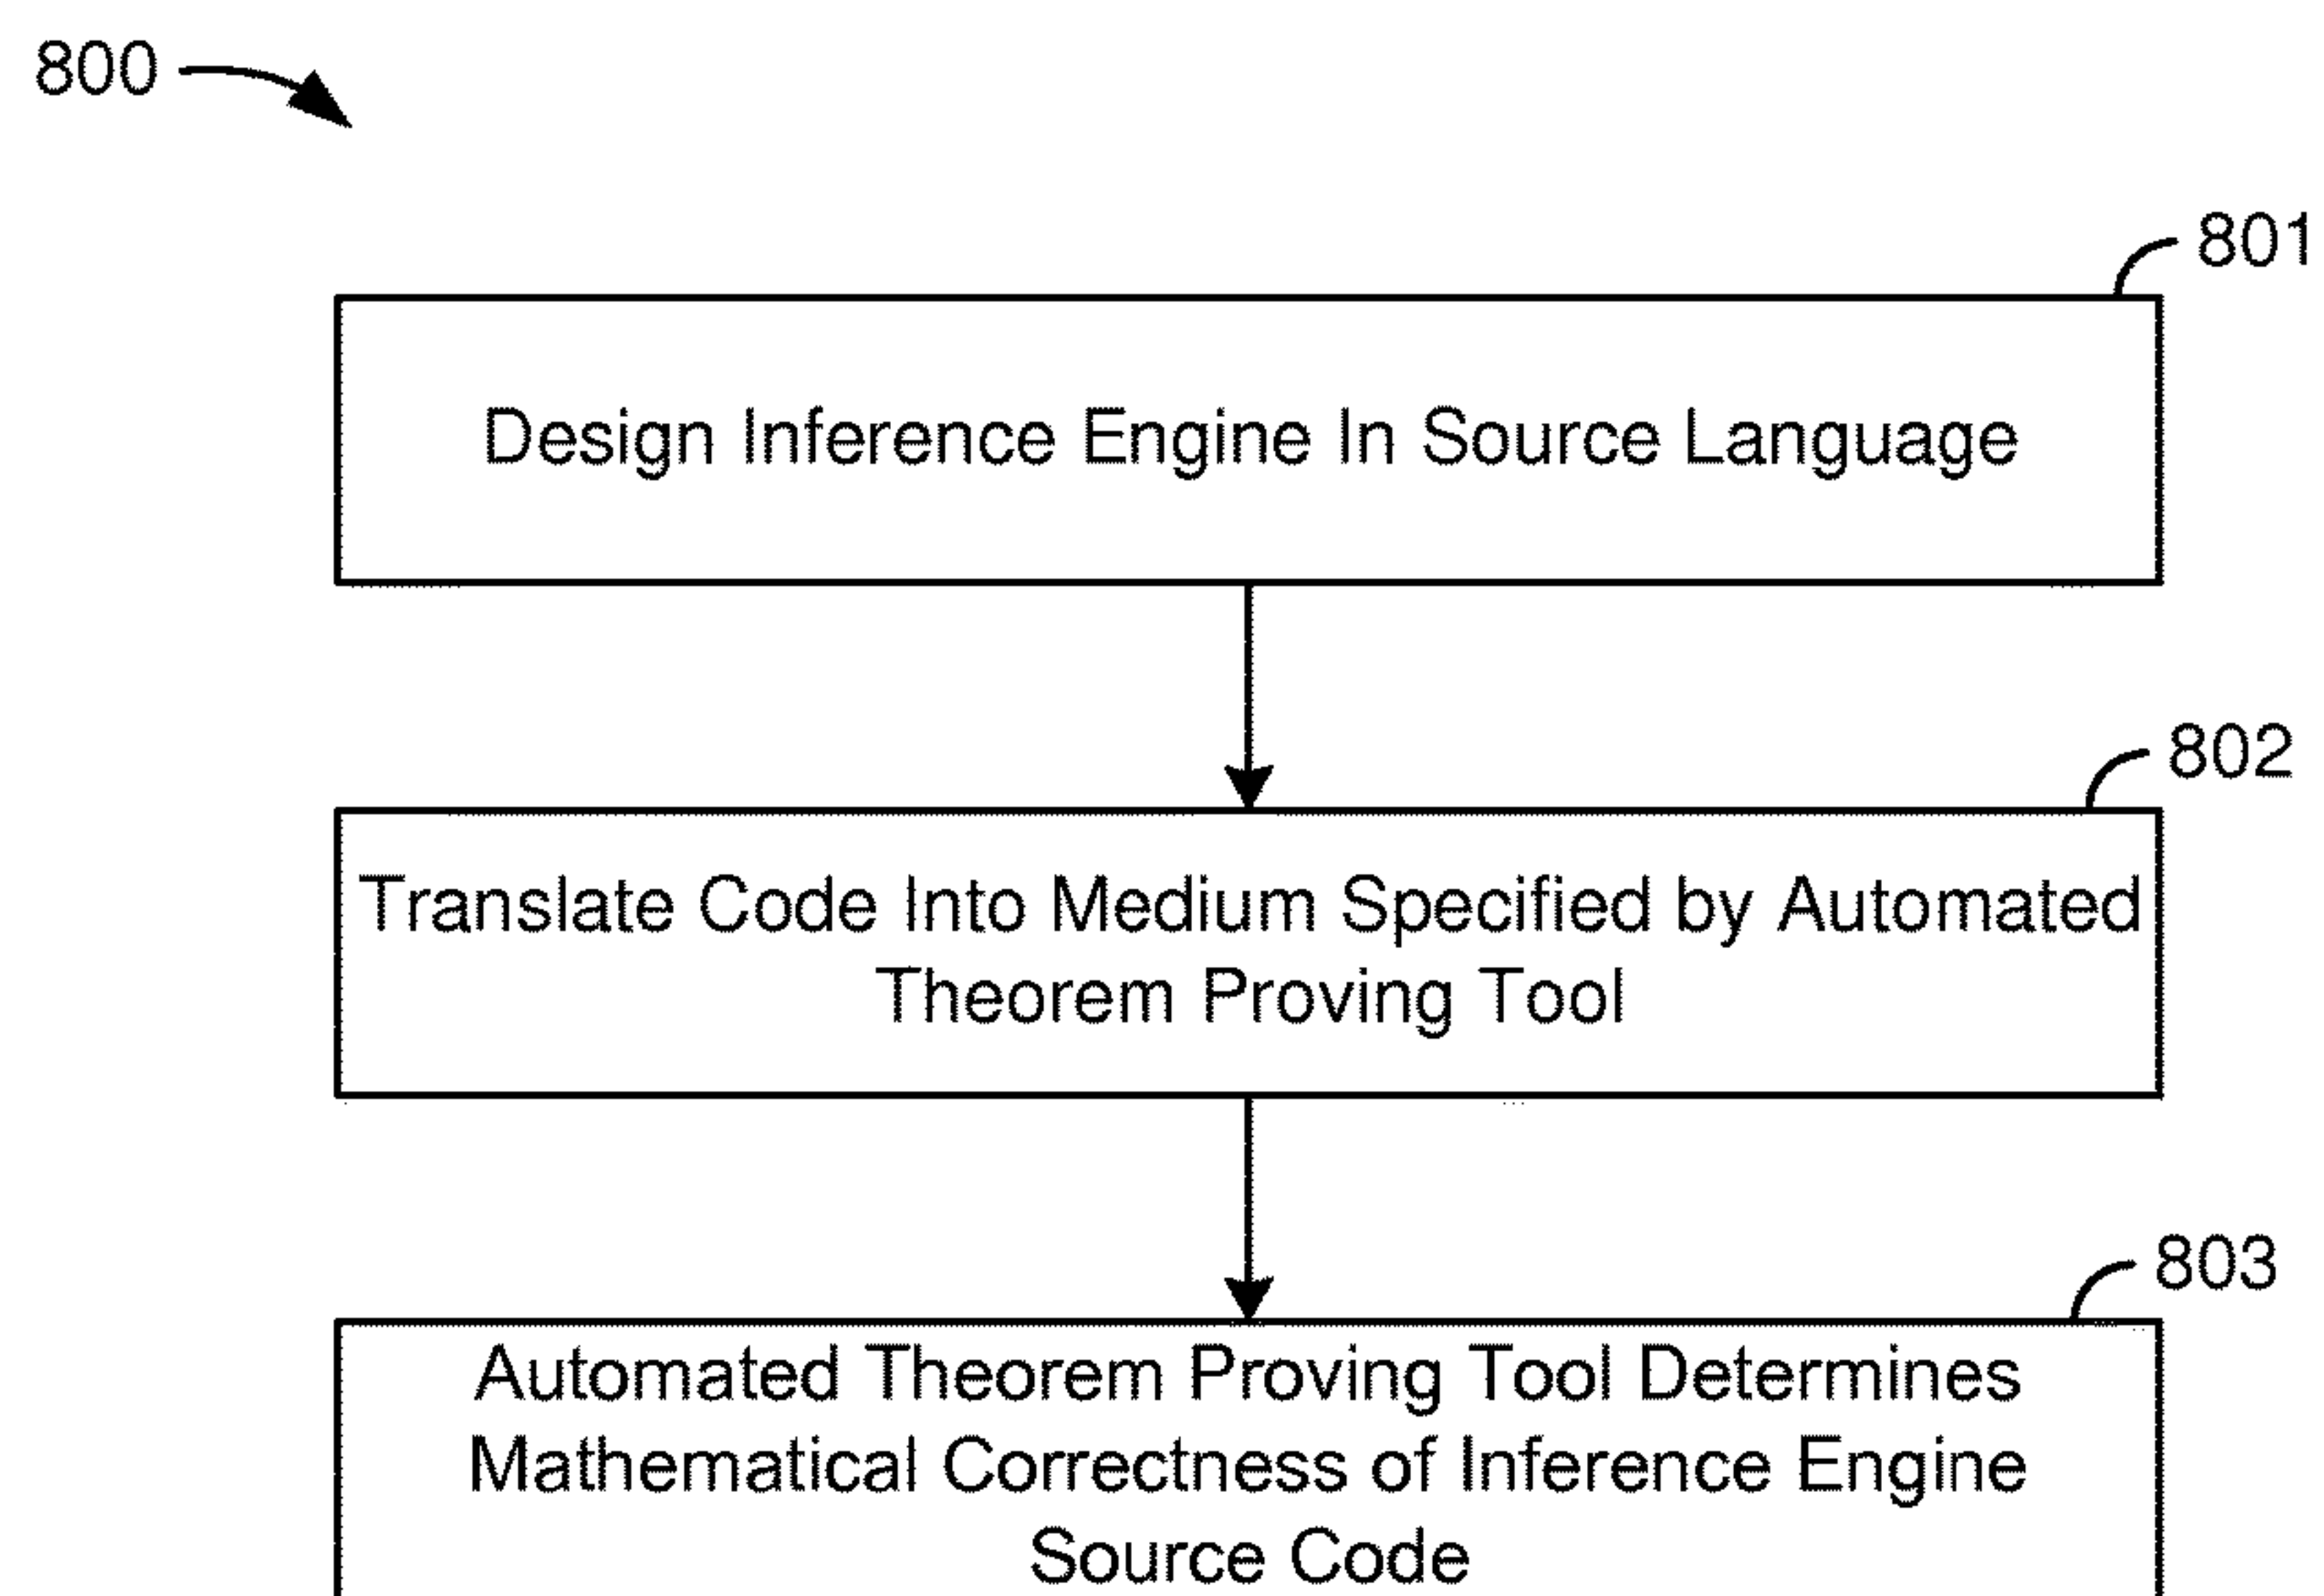 800
801
Design Inference Engine In Source Language
802
Translate Code Into Medium Specified by Automated
Theorem Proving Tool
803
Automated Theorem Proving Tool Determines
Mathematical Correctness of Inference Engine
Source Code